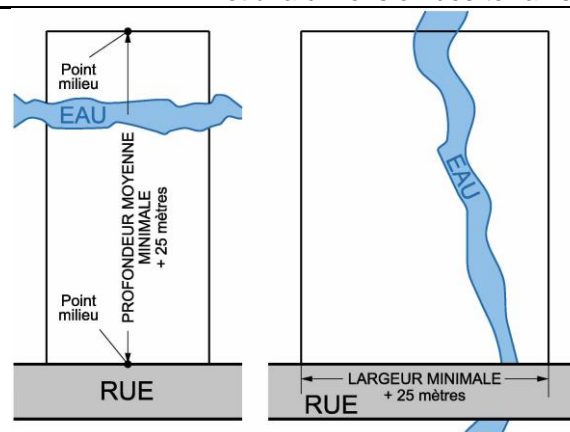 Point
milieu
EAU
PROFONDEUR MOYENNE
MINIMALE
+ 25 mètres
Point
milieu
RUE
EAU
LARGEUR MINIMALE
+ 25 mètres
RUE